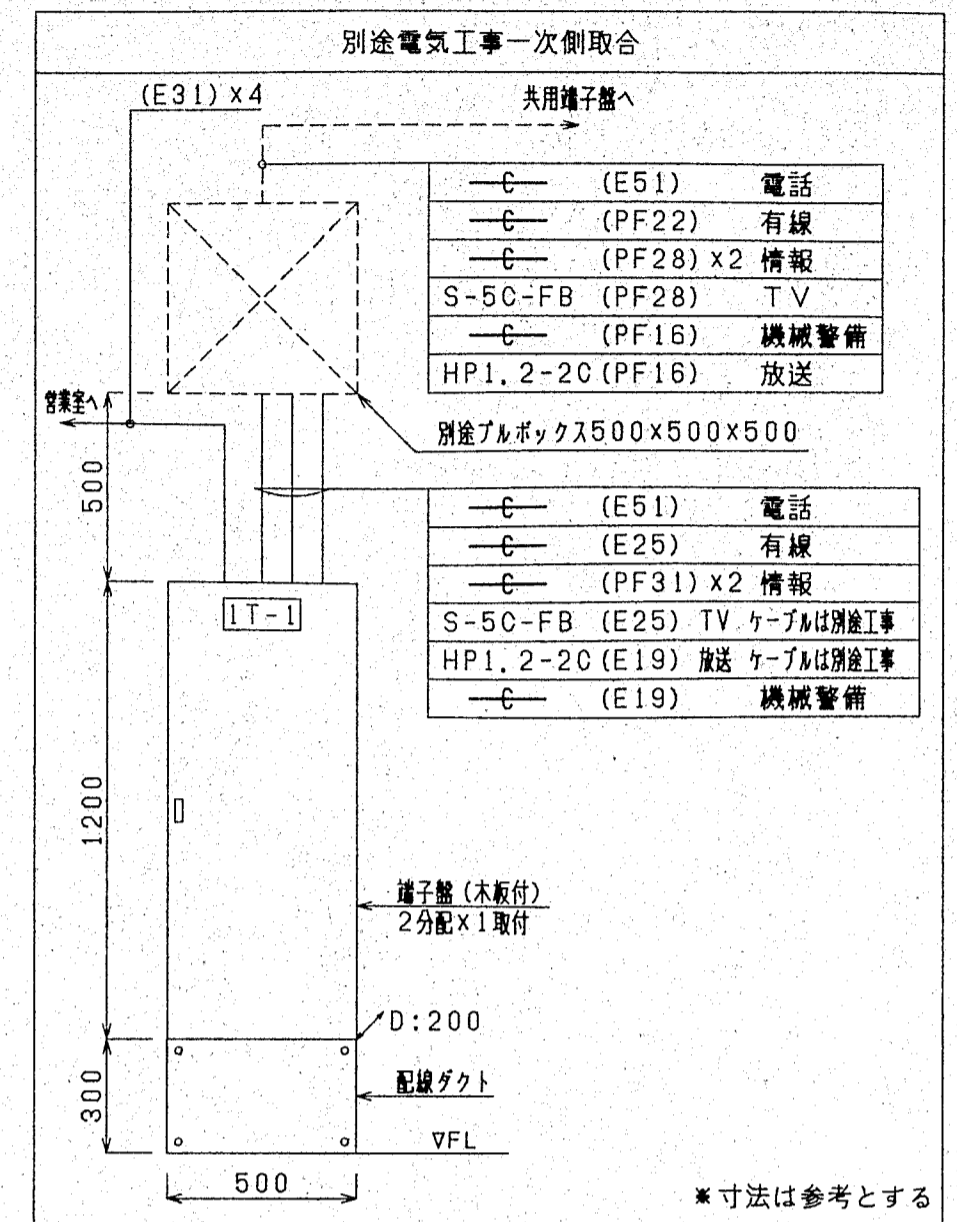 別途電気工事一次側取合
(E31)X4
共用端子盤へ
C (E51) 電話
C (PF22) 有線
C (PF28)X2 情報
S-5C-FB (PF28) TV
C (PF16) 機械警備
HP1.2-2C(PF16) 放送
営業室へ
別途プルボックス500X500X500
500
C (E51) 電話
C (E25) 有線
C (PF31)X2 情報
S-5C-FB (E25) TV ケーブルは別途工事
HP1.2-2C(E19) 放送 ケーブルは別途工事
C (E19) 機械警備
1T-1
1200
端子盤(木板付)
2分配X1取付
D:200
300
配線ダクト
▽FL
500
※寸法は参考とする